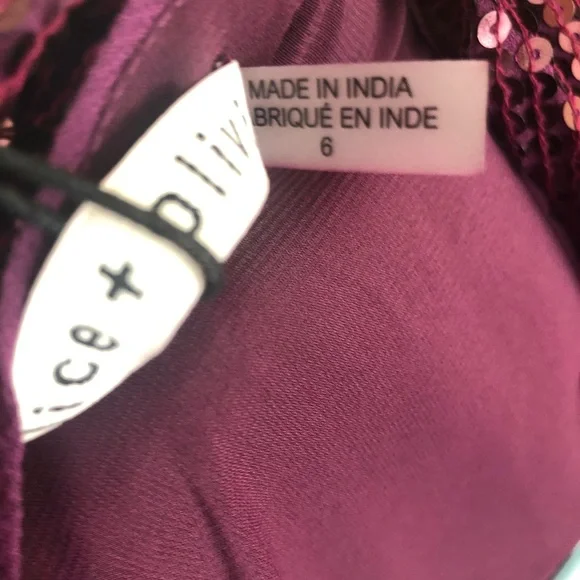 ice + olivi
MADE IN INDIA
BRIQUÉ EN INDE
6